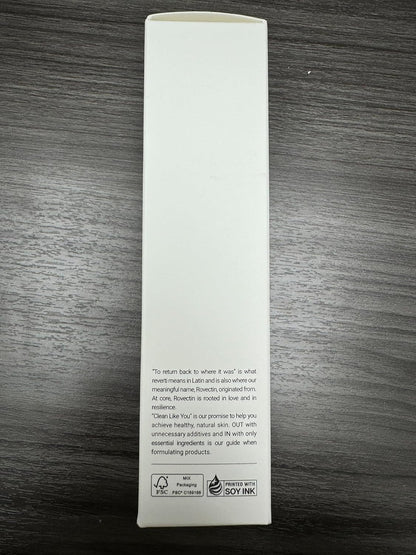 "To return back to where it was" is what
reverti means in Latin and is also where our
meaningful name, Rovectin, originated from.
At core, Rovectin is rooted in love and in
resilience.
"Clean Like You" is our promise to help you
achieve healthy, natural skin. OUT with
unnecessary additives and IN with only
essential ingredients is our guide when
formulating products.
FSC
MIX
Packaging
FSC® C159188
PRINTED WITH
SOY INK